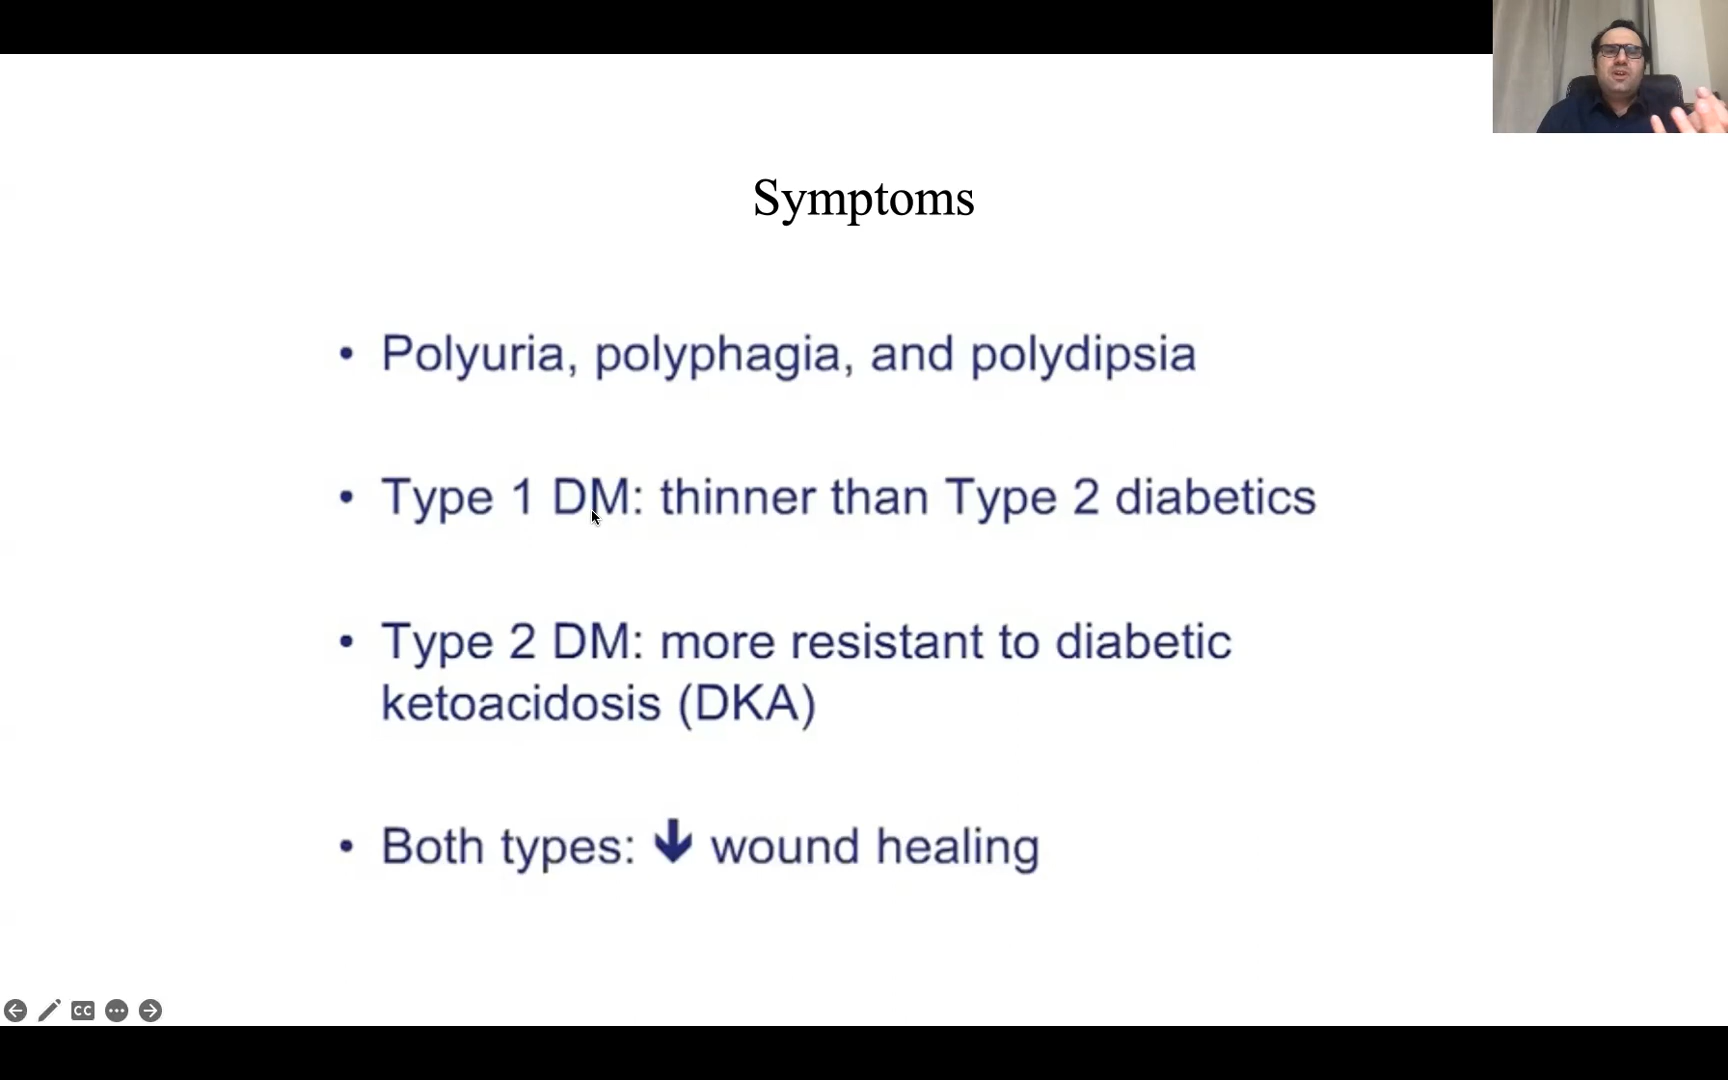 Symptoms
• Polyuria, polyphagia, and polydipsia
• Type 1 DM: thinner than Type 2 diabetics
• Type 2 DM: more resistant to diabetic
ketoacidosis (DKA)
• Both types: ↓ wound healing
CC